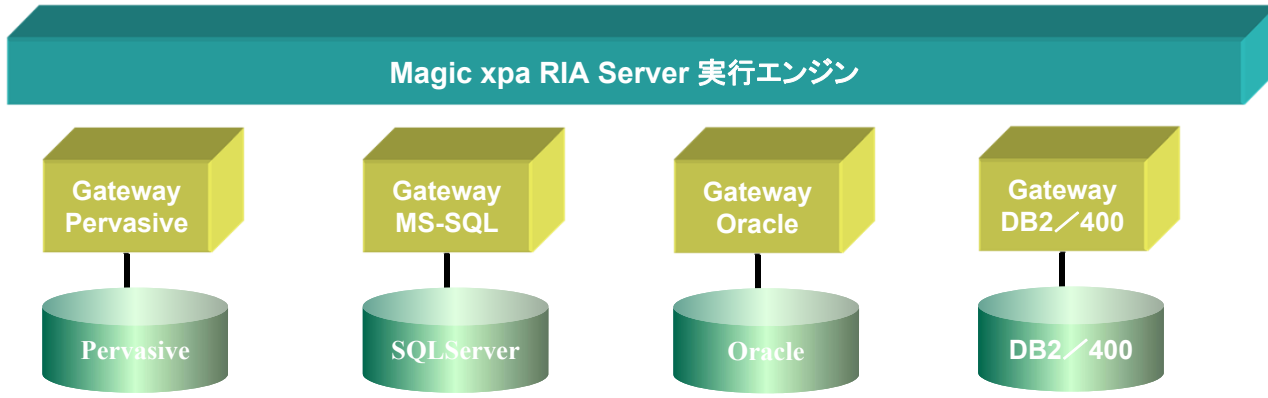 Magic xpa RIA Server 実行エンジン
Gateway
Pervasive
Gateway
MS-SQL
Gateway
Oracle
Gateway
DB2／400
Pervasive
SQLServer
Oracle
DB2／400